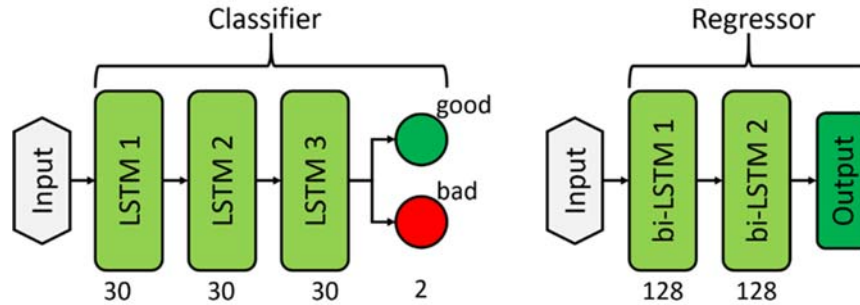 Classifier
Input
LSTM 1
LSTM 2
LSTM 3
good
bad
30 30 30 2
Regressor
Input
bi-LSTM 1
bi-LSTM 2
Output
128 128